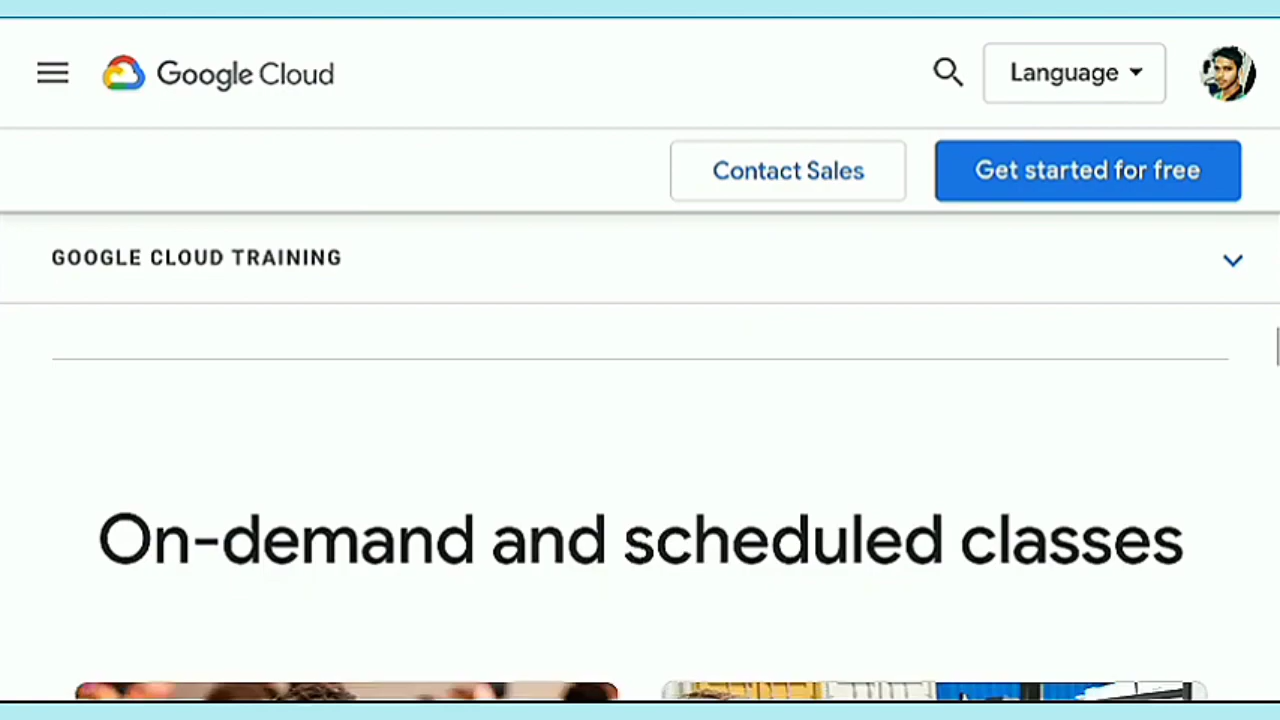 Google Cloud
Language
Contact Sales
Get started for free
GOOGLE CLOUD TRAINING
On-demand and scheduled classes